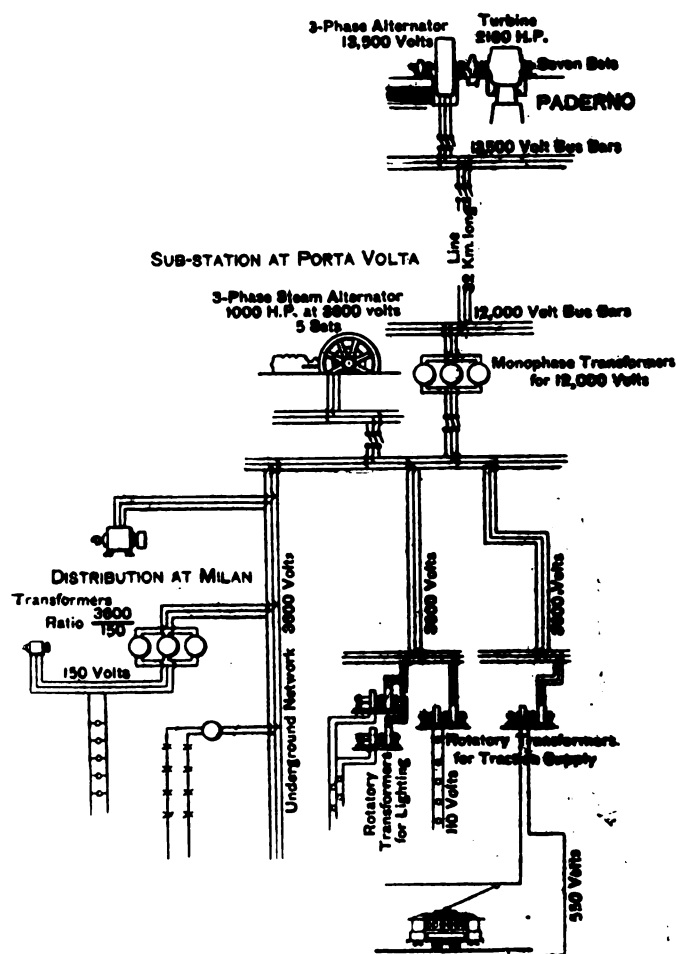 3-Phase Alternator
13,500 Volts
Turbine
2160 H.P.
Seven Sets
PADERNO
13,500 Volt Bus Bars
Line
32 Km. long
SUB-STATION AT PORTA VOLTA
3-Phase Steam Alternator
1000 H.P. at 3600 volts
5 Sets
12,000 Volt Bus Bars
Monophase Transformers
for 12,000 Volts
DISTRIBUTION AT MILAN
Transformers
Ratio 3600/150
150 Volts
Underground Network 3600 Volts
3600 Volts
3600 Volts
Rotatory Transformers
for Traction Supply
Rotatory
Transformers
for Lighting
110 Volts
550 Volts